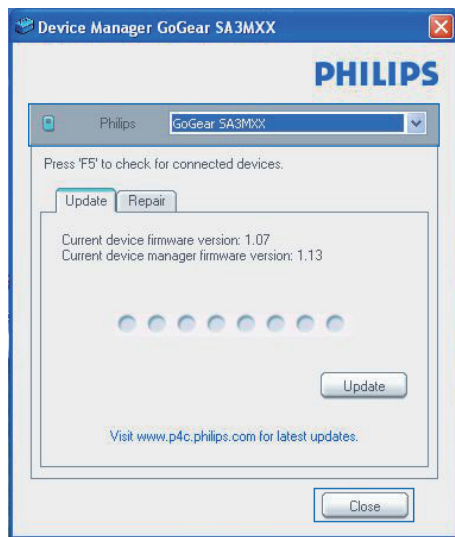 Device Manager GoGear SA3MXX
PHILIPS
Philips GoGear SA3MXX
Press 'F5' to check for connected devices.
Update Repair
Current device firmware version: 1.07
Current device manager firmware version: 1.13
Update
Visit www.p4c.philips.com for latest updates.
Close